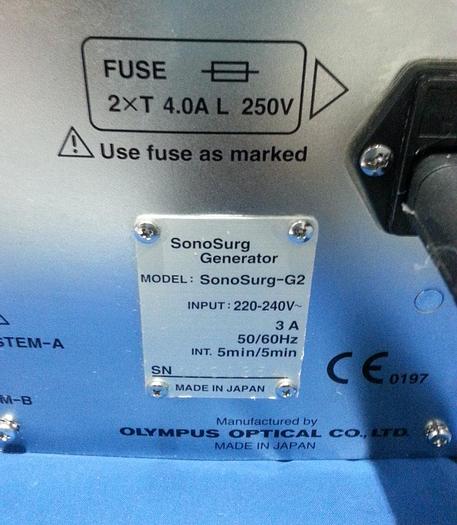 FUSE
2×T 4.0A L 250V
Use fuse as marked
SonoSurg
Generator
MODEL: SonoSurg-G2
INPUT: 220-240V~
3 A
50/60Hz
INT. 5min/5min
SN
MADE IN JAPAN
STEM-A
CE 0197
M-B
Manufactured by
OLYMPUS OPTICAL CO., LTD.
MADE IN JAPAN